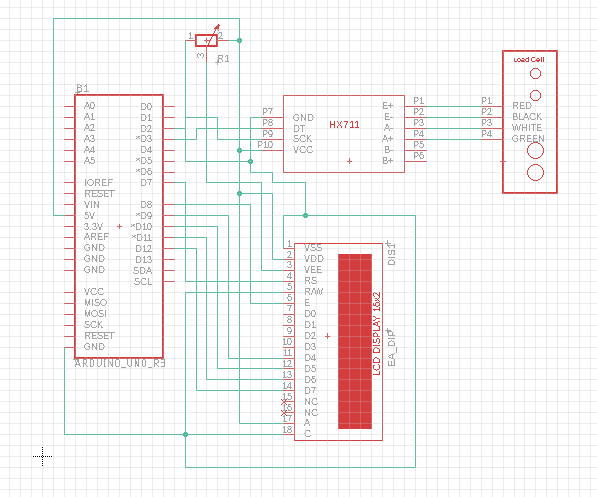 1
2
3
R1
B1
A0
A1
A2
A3
A4
A5
IOREF
RESET
VIN
5V
3.3V
AREF
GND
GND
GND
VCC
MISO
MOSI
SCK
RESET
GND
D0
D1
D2
*D3
D4
*D5
*D6
D7
D8
*D9
*D10
*D11
D12
D13
SDA
SCL
ARDUINO_UNO_R3
P7 GND
P8 DT
P9 SCK
P10 VCC
HX711
E+ P1
E- P2
A- P3
A+ P4
B- P5
B+ P6
Load Cell
P1 RED
P2 BLACK
P3 WHITE
P4 GREEN
1 VSS
2 VDD
3 VEE
4 RS
5 R/W
6 E
7 D0
8 D1
9 D2
10 D3
11 D4
12 D5
13 D6
14 D7
15 NC
16 NC
17 A
18 C
DIS1
LCD DISPLAY 16x2
EA_DIP